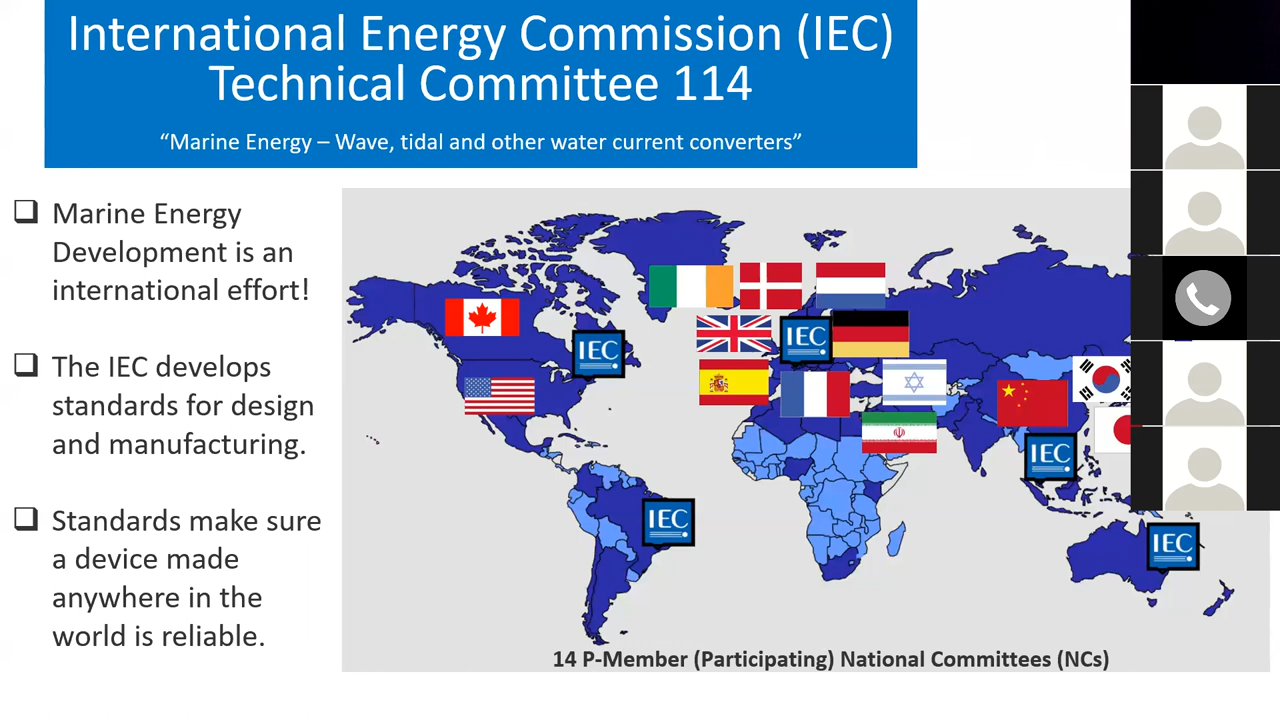 International Energy Commission (IEC)
Technical Committee 114
“Marine Energy – Wave, tidal and other water current converters”
❑ Marine Energy
Development is an
international effort!
❑ The IEC develops
standards for design
and manufacturing.
❑ Standards make sure
a device made
anywhere in the
world is reliable.
IEC
IEC
IEC
IEC
IEC
14 P-Member (Participating) National Committees (NCs)